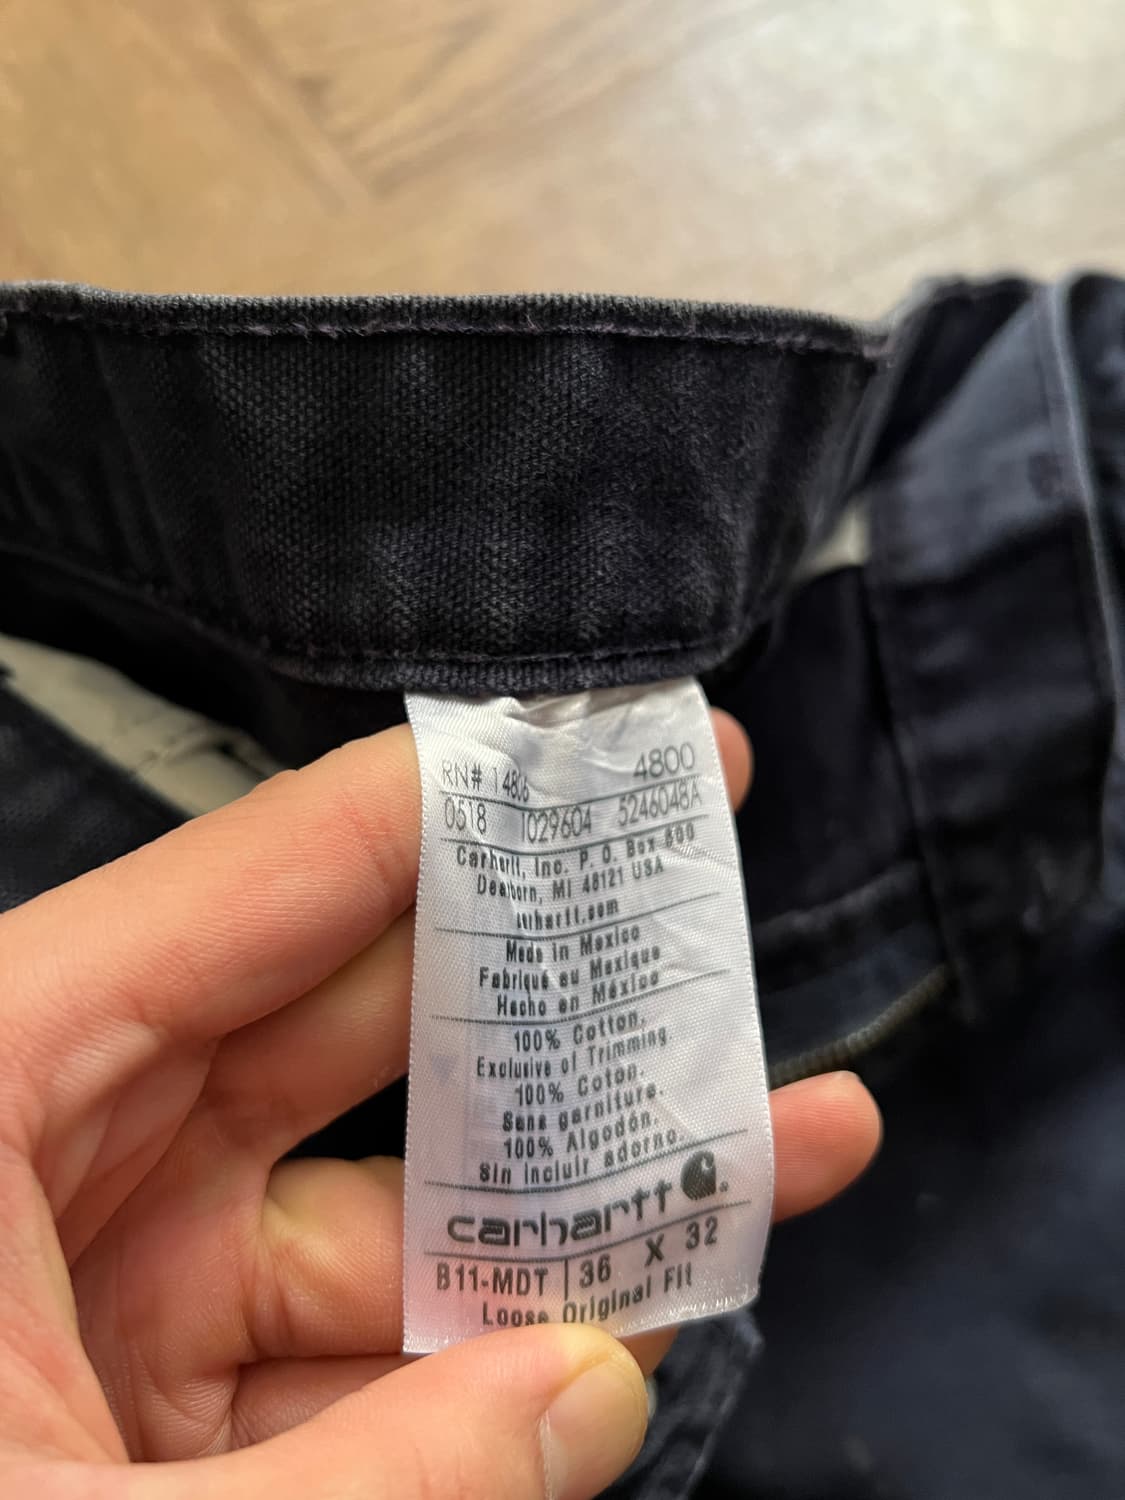 RN# 14806 4800
0518 1029604 5246048A
Carhartt, Inc. P. O. Box 600
Dearborn, MI 48121 USA
carhartt.com
Made in Mexico
Fabriqué au Mexique
Hecho en México
100% Cotton.
Exclusive of Trimming.
100% Coton.
Sans garniture.
100% Algodón.
Sin incluir adorno.
carhartt
B11-MDT | 36 X 32
Loose Original Fit